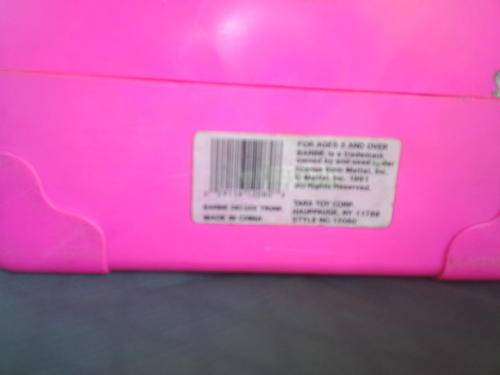 FOR AGES 3 AND OVER
BARBIE is a trademark
owned by and used under
license from Mattel, Inc.
© Mattel, Inc. 1991
All Rights Reserved.
BARBIE TRUNK
MADE IN CHINA
TARA TOY CORP.
HAUPPAUGE, NY 11788
STYLE NO.